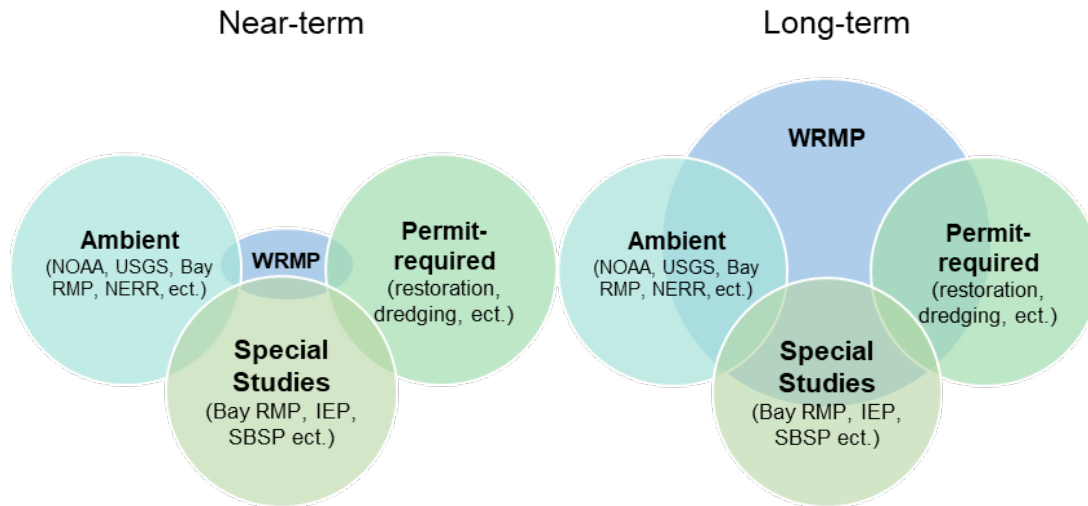 Near-term
Ambient
(NOAA, USGS, Bay
RMP, NERR, ect.)
WRMP
Permit-
required
(restoration,
dredging, ect.)
Special
Studies
(Bay RMP, IEP,
SBSP ect.)
Long-term
WRMP
Ambient
(NOAA, USGS, Bay
RMP, NERR, ect.)
Permit-
required
(restoration,
dredging, ect.)
Special
Studies
(Bay RMP, IEP,
SBSP ect.)